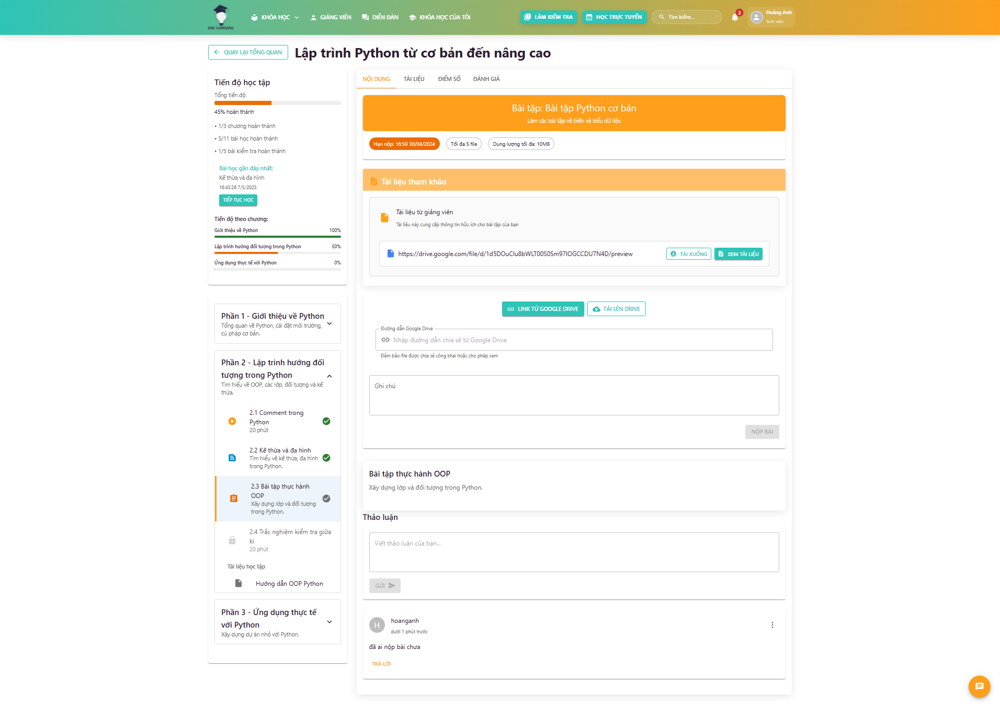 DNC LEARNING
KHÓA HỌC
GIẢNG VIÊN
DIỄN ĐÀN
KHÓA HỌC CỦA TÔI
LÀM KIỂM TRA
HỌC TRỰC TUYẾN
Tìm kiếm...
3
Hoàng Anh
Sinh viên
QUAY LẠI TỔNG QUAN
Lập trình Python từ cơ bản đến nâng cao
Tiến độ học tập
Tổng tiến độ
45% hoàn thành
• 1/3 chương hoàn thành
• 5/11 bài học hoàn thành
• 1/5 bài kiểm tra hoàn thành
Bài học gần đây nhất:
Kế thừa và đa hình
16:43:26 7/5/2025
TIẾP TỤC HỌC
Tiến độ theo chương:
Giới thiệu về Python 100%
Lập trình hướng đối tượng trong Python 50%
Ứng dụng thực tế với Python 0%
Phần 1 - Giới thiệu về Python
Tổng quan về Python, cài đặt môi trường,
cú pháp cơ bản.
Phần 2 - Lập trình hướng đối
tượng trong Python
Tìm hiểu về OOP, các lớp, đối tượng và kế
thừa.
2.1 Comment trong
Python
20 phút
2.2 Kế thừa và đa hình
Tìm hiểu về kế thừa, đa hình
trong Python.
2.3 Bài tập thực hành
OOP
Xây dựng lớp và đối tượng
trong Python.
2.4 Trắc nghiệm kiểm tra giữa
kì
20 phút
Tài liệu học tập
Hướng dẫn OOP Python
Phần 3 - Ứng dụng thực tế
với Python
Xây dựng dự án nhỏ với Python.
NỘI DUNG
TÀI LIỆU
ĐIỂM SỐ
ĐÁNH GIÁ
Bài tập: Bài tập Python cơ bản
Làm các bài tập về biến và kiểu dữ liệu
Hạn nộp: 16:59 30/04/2024
Tối đa 5 file
Dung lượng tối đa: 10MB
Tài liệu tham khảo
Tài liệu từ giảng viên
Tài liệu này cung cấp thông tin hữu ích cho bài tập của bạn
https://drive.google.com/file/d/1d5DOuClu8bWLT00S0Sm97IOGCCDU7N4D/preview
TẢI XUỐNG
XEM TÀI LIỆU
LINK TỪ GOOGLE DRIVE
TẢI LÊN DRIVE
Đường dẫn Google Drive
Nhập đường dẫn chia sẻ từ Google Drive
Đảm bảo file được chia sẻ công khai hoặc cho phép xem
Ghi chú
NỘP BÀI
Bài tập thực hành OOP
Xây dựng lớp và đối tượng trong Python.
Thảo luận
Viết thảo luận của bạn...
GỬI
H
hoanganh
dưới 1 phút trước
đã ai nộp bài chưa
TRẢ LỜI